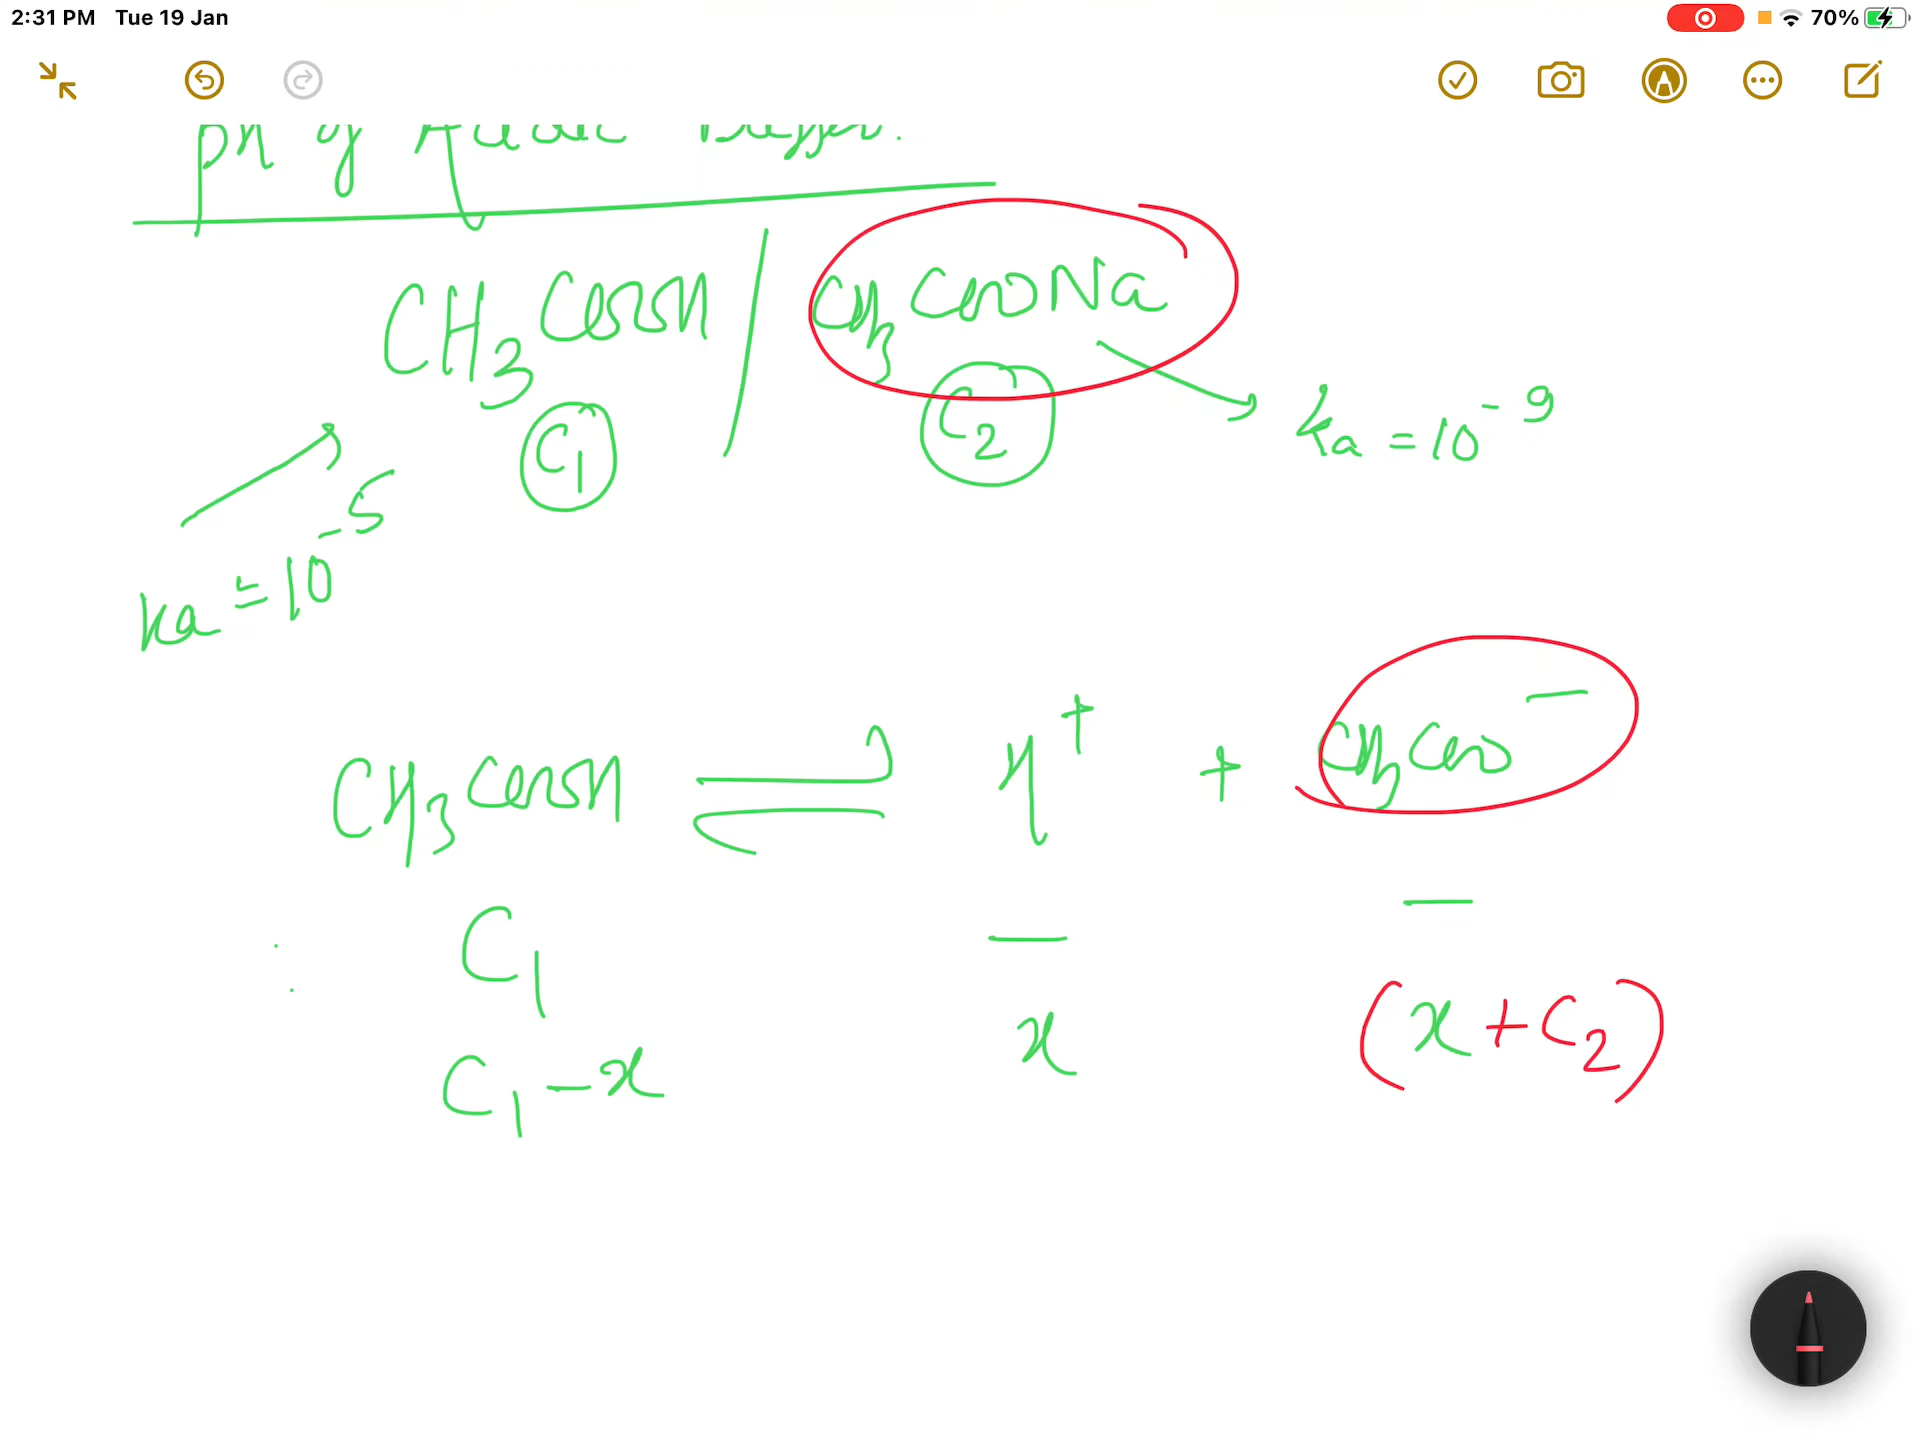 2:31 PM Tue 19 Jan 70%
pH of Acidic Buffer.
CH3COOH / CH3COONa
C1 C2 ka = 10-9
ka = 10-5
CH3COOH ⇌ H+ + CH3COO-
: C1 — —
C1-x x (x+C2)